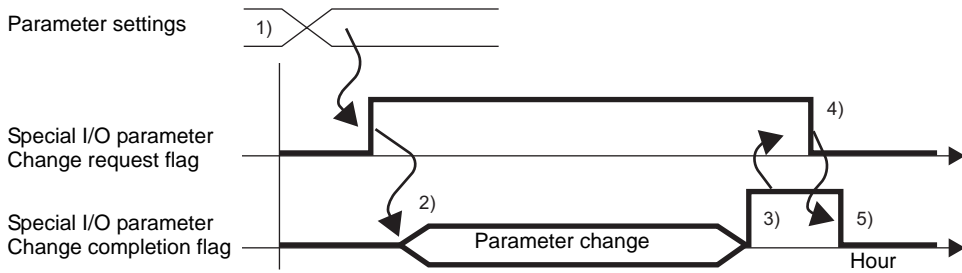 Parameter settings
1)
Special I/O parameter
Change request flag
4)
2)
Special I/O parameter
Change completion flag
Parameter change
3)
5)
Hour